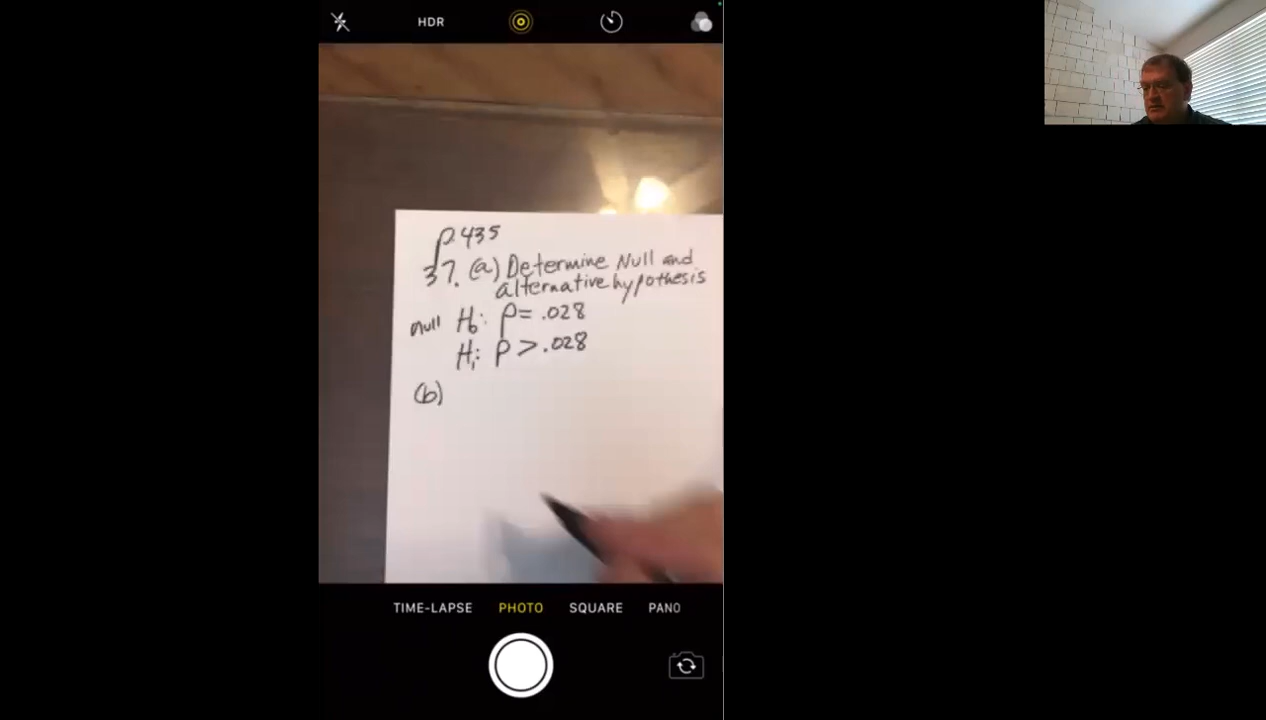 HDR
p.435
37. (a) Determine Null and
alternative hypothesis
null H₀: p = .028
H₁: p > .028
(b)
TIME-LAPSE PHOTO SQUARE PANO